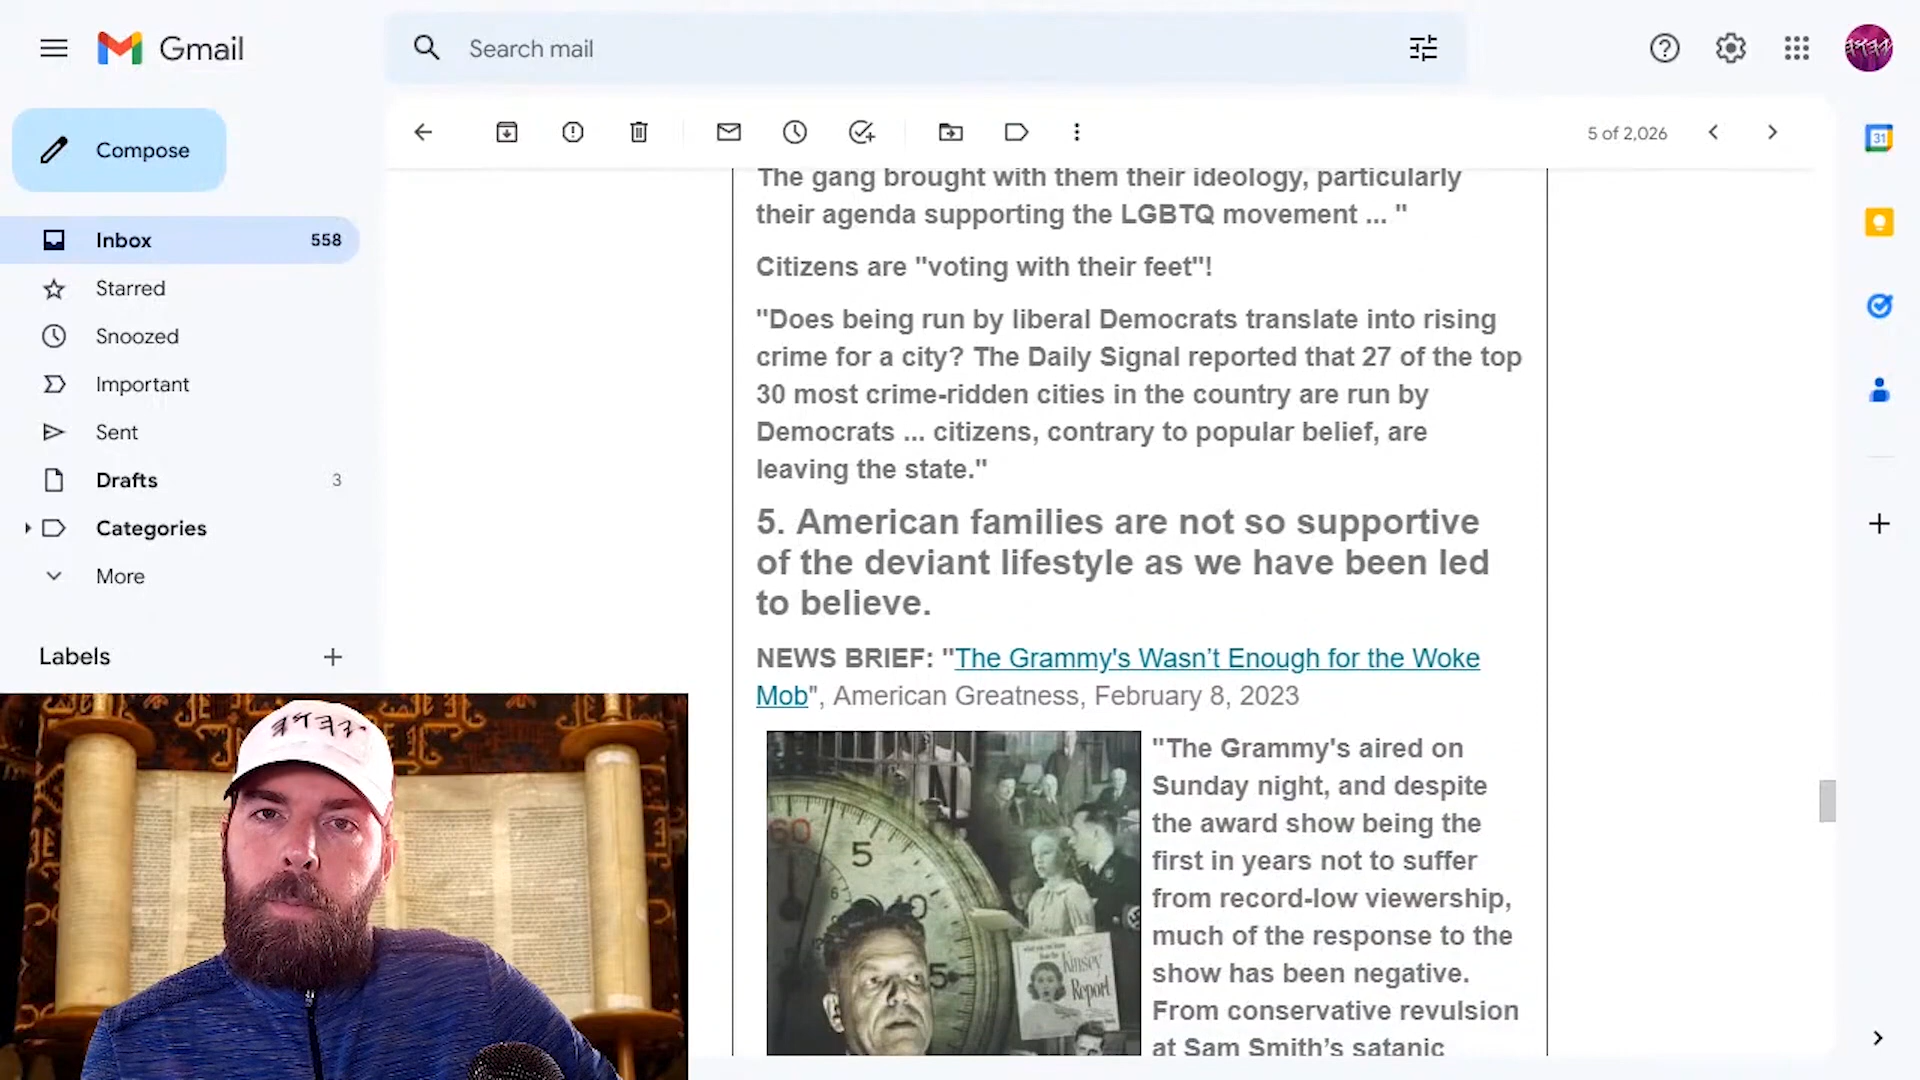 Gmail
Search mail
Compose
5 of 2,026
31
Inbox 558
Starred
Snoozed
Important
Sent
Drafts 3
Categories
More
Labels
The gang brought with them their ideology, particularly
their agenda supporting the LGBTQ movement ... "
Citizens are "voting with their feet"!
"Does being run by liberal Democrats translate into rising
crime for a city? The Daily Signal reported that 27 of the top
30 most crime-ridden cities in the country are run by
Democrats ... citizens, contrary to popular belief, are
leaving the state."
5. American families are not so supportive
of the deviant lifestyle as we have been led
to believe.
NEWS BRIEF: "The Grammy's Wasn’t Enough for the Woke
Mob", American Greatness, February 8, 2023
60
5
10
5
Kinsey
Report
"The Grammy's aired on
Sunday night, and despite
the award show being the
first in years not to suffer
from record-low viewership,
much of the response to the
show has been negative.
From conservative revulsion
at Sam Smith’s satanic
𐤉𐤄𐤅𐤄